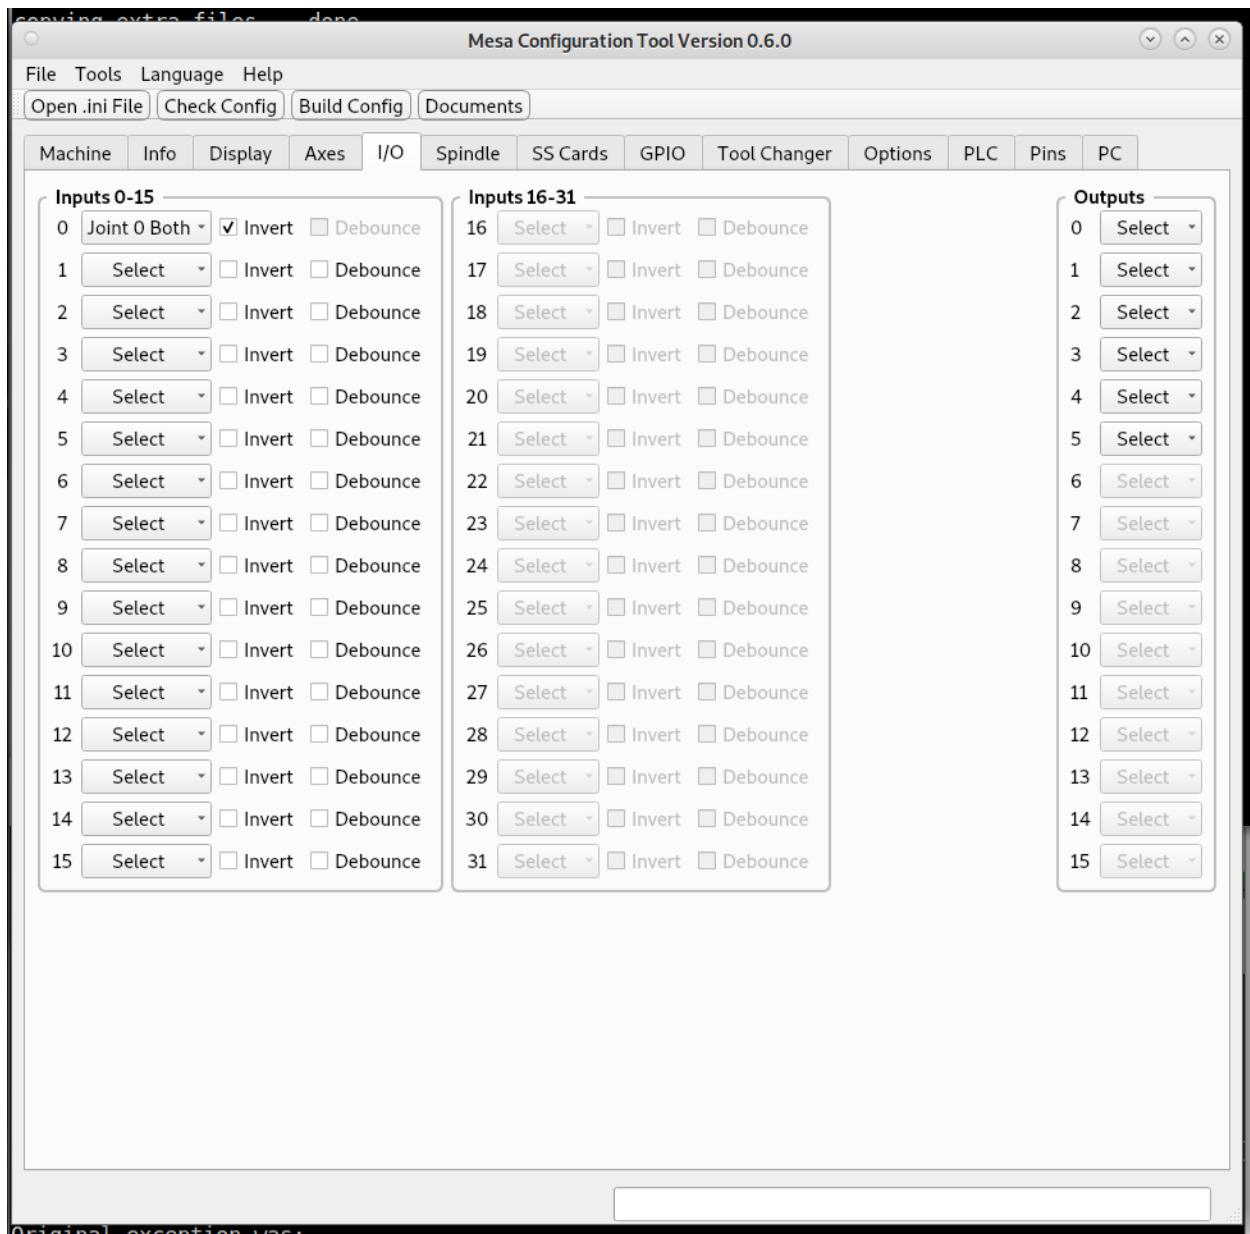 copying extra files done
Mesa Configuration Tool Version 0.6.0
File Tools Language Help
Open .ini File Check Config Build Config Documents
Machine Info Display Axes I/O Spindle SS Cards GPIO Tool Changer Options PLC Pins PC
Inputs 0-15 Inputs 16-31 Outputs
0 Joint 0 Both Invert Debounce 16 Select Invert Debounce 0 Select
1 Select Invert Debounce 17 Select Invert Debounce 1 Select
2 Select Invert Debounce 18 Select Invert Debounce 2 Select
3 Select Invert Debounce 19 Select Invert Debounce 3 Select
4 Select Invert Debounce 20 Select Invert Debounce 4 Select
5 Select Invert Debounce 21 Select Invert Debounce 5 Select
6 Select Invert Debounce 22 Select Invert Debounce 6 Select
7 Select Invert Debounce 23 Select Invert Debounce 7 Select
8 Select Invert Debounce 24 Select Invert Debounce 8 Select
9 Select Invert Debounce 25 Select Invert Debounce 9 Select
10 Select Invert Debounce 26 Select Invert Debounce 10 Select
11 Select Invert Debounce 27 Select Invert Debounce 11 Select
12 Select Invert Debounce 28 Select Invert Debounce 12 Select
13 Select Invert Debounce 29 Select Invert Debounce 13 Select
14 Select Invert Debounce 30 Select Invert Debounce 14 Select
15 Select Invert Debounce 31 Select Invert Debounce 15 Select
Original exception was: